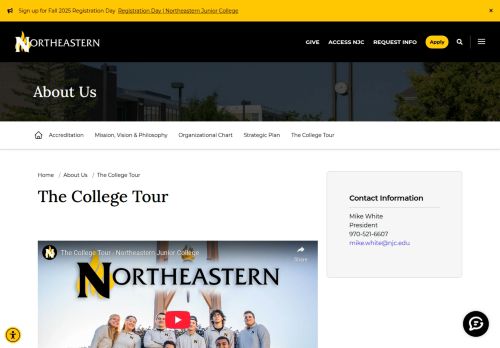 Sign up for Fall 2025 Registration Day Registration Day | Northeastern Junior College ×
NORTHEASTERN GIVE ACCESS NJC REQUEST INFO Apply
About Us
Accreditation Mission, Vision & Philosophy Organizational Chart Strategic Plan The College Tour
Home / About Us / The College Tour
The College Tour
The College Tour - Northeastern Junior College
Share
NORTHEASTERN
Contact Information
Mike White
President
970-521-6607
mike.white@njc.edu